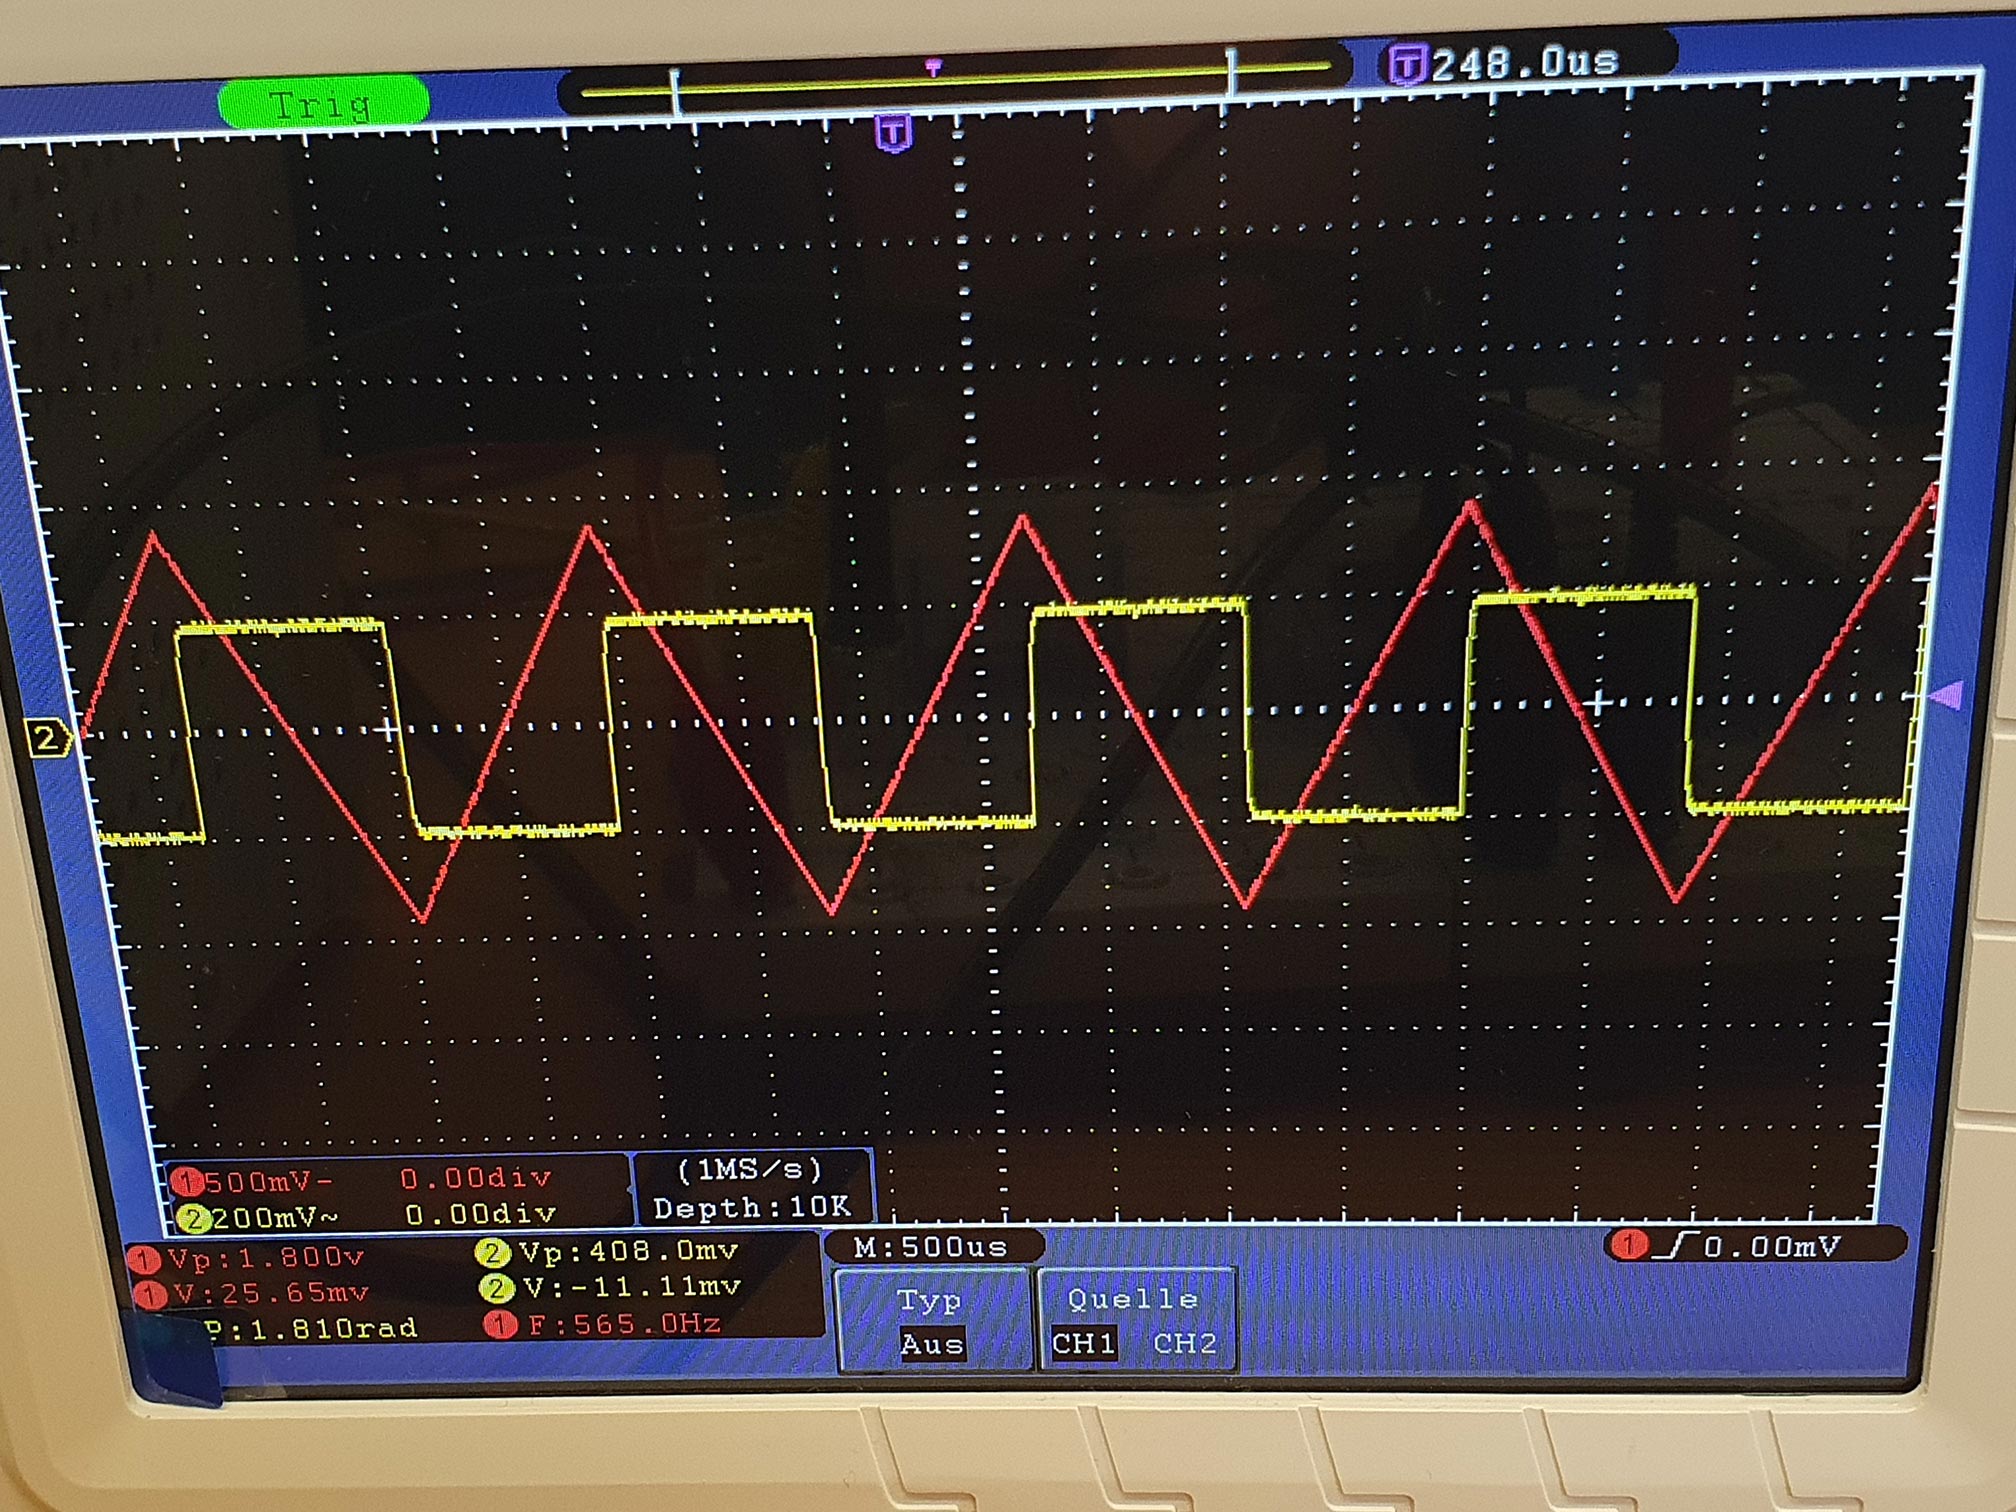 Trig T 248.0us
T
2
1 500mV- 0.00div
2 200mV~ 0.00div
(1MS/s)
Depth:10K
1 Vp:1.800v 2 Vp:408.0mv
1 V:25.65mv 2 V:-11.11mv
P:1.810rad 1 F:565.0Hz
M:500us
1 0.00mV
Typ
Aus
Quelle
CH1 CH2